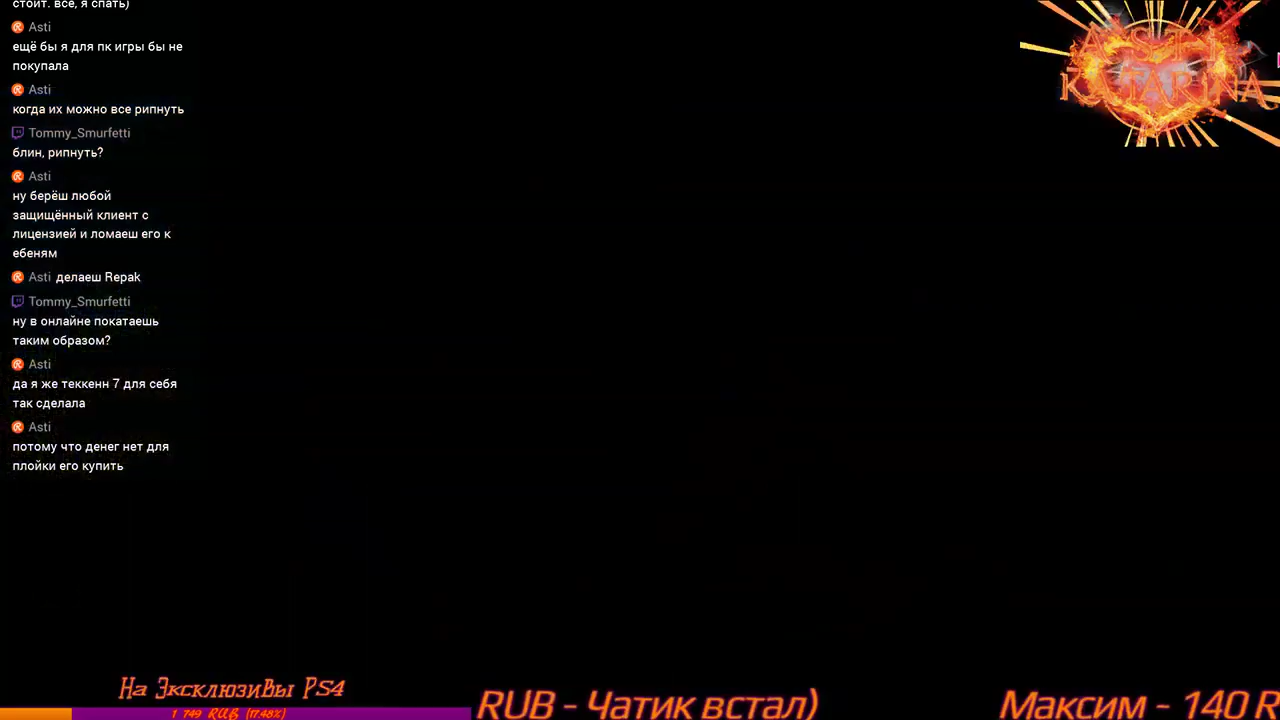 стоит. все, я спать)
Asti
ещё бы я для пк игры бы не
покупала
Asti
когда их можно все рипнуть
Tommy_Smurfetti
блин, рипнуть?
Asti
ну берёш любой
защищённый клиент с
лицензией и ломаеш его к
ебеням
Asti делаеш Repak
Tommy_Smurfetti
ну в онлайне покатаешь
таким образом?
Asti
да я же теккенн 7 для себя
так сделала
Asti
потому что денег нет для
плойки его купить
ASTI
KATARINA
На Эксклюзивы PS4
1 749 RUB (17.48%)
RUB - Чатик встал)
Максим - 140 R